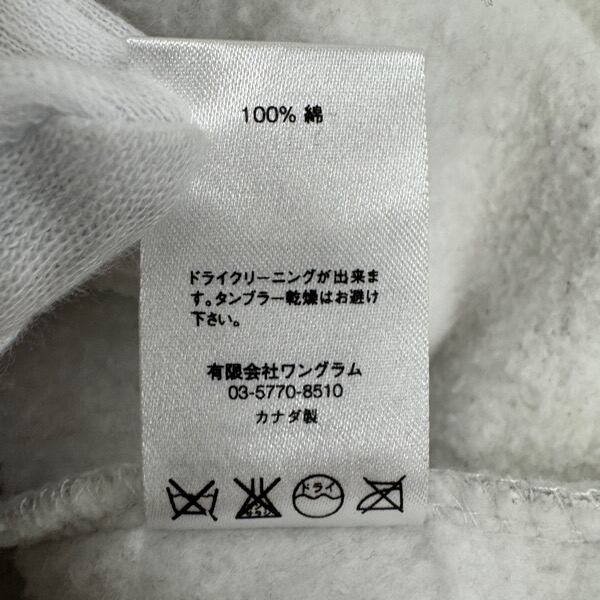 100% 綿
ドライクリーニングが出来ま
す。タンブラー乾燥はお避け
下さい。
有限会社ワングラム
03-5770-8510
カナダ製
ドライ